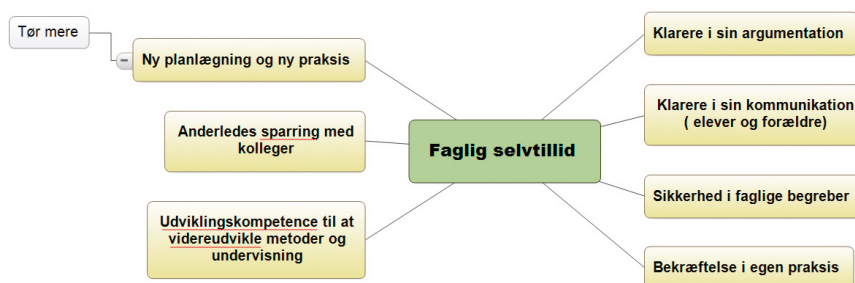 Tør mere
Ny planlægning og ny praksis
Anderledes sparring med
kolleger
Udviklingskompetence til at
videreudvikle metoder og
undervisning
Faglig selvtillid
Klarere i sin argumentation
Klarere i sin kommunikation
( elever og forældre)
Sikkerhed i faglige begreber
Bekræftelse i egen praksis